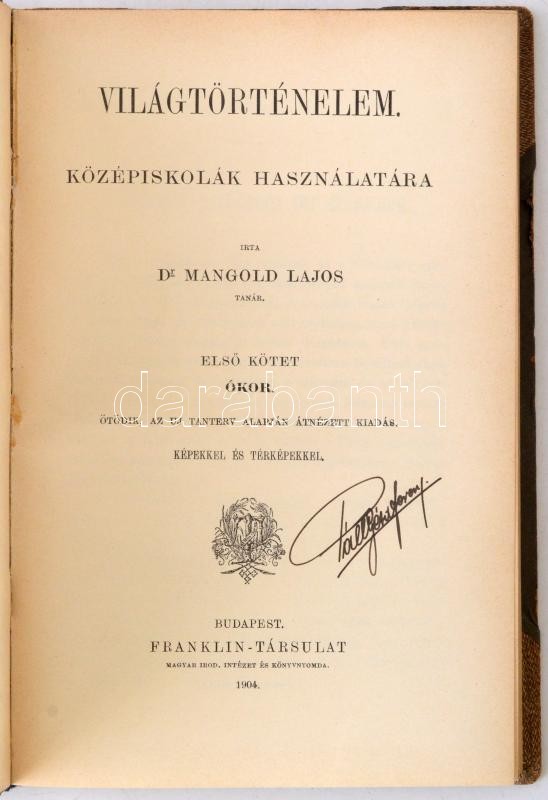 VILÁGTÖRTÉNELEM.
KÖZÉPISKOLÁK HASZNÁLATÁRA
IRTA
Dr MANGOLD LAJOS
TANÁR.
ELSŐ KÖTET
ÓKOR.
darabanth
ÖTÖDIK, AZ UJ TANTERV ALAPJÁN ÁTNÉZETT KIADÁS.
KÉPEKKEL ÉS TÉRKÉPEKKEL.
BUDAPEST.
FRANKLIN-TÁRSULAT
MAGYAR IROD. INTÉZET ÉS KÖNYVNYOMDA.
1904.